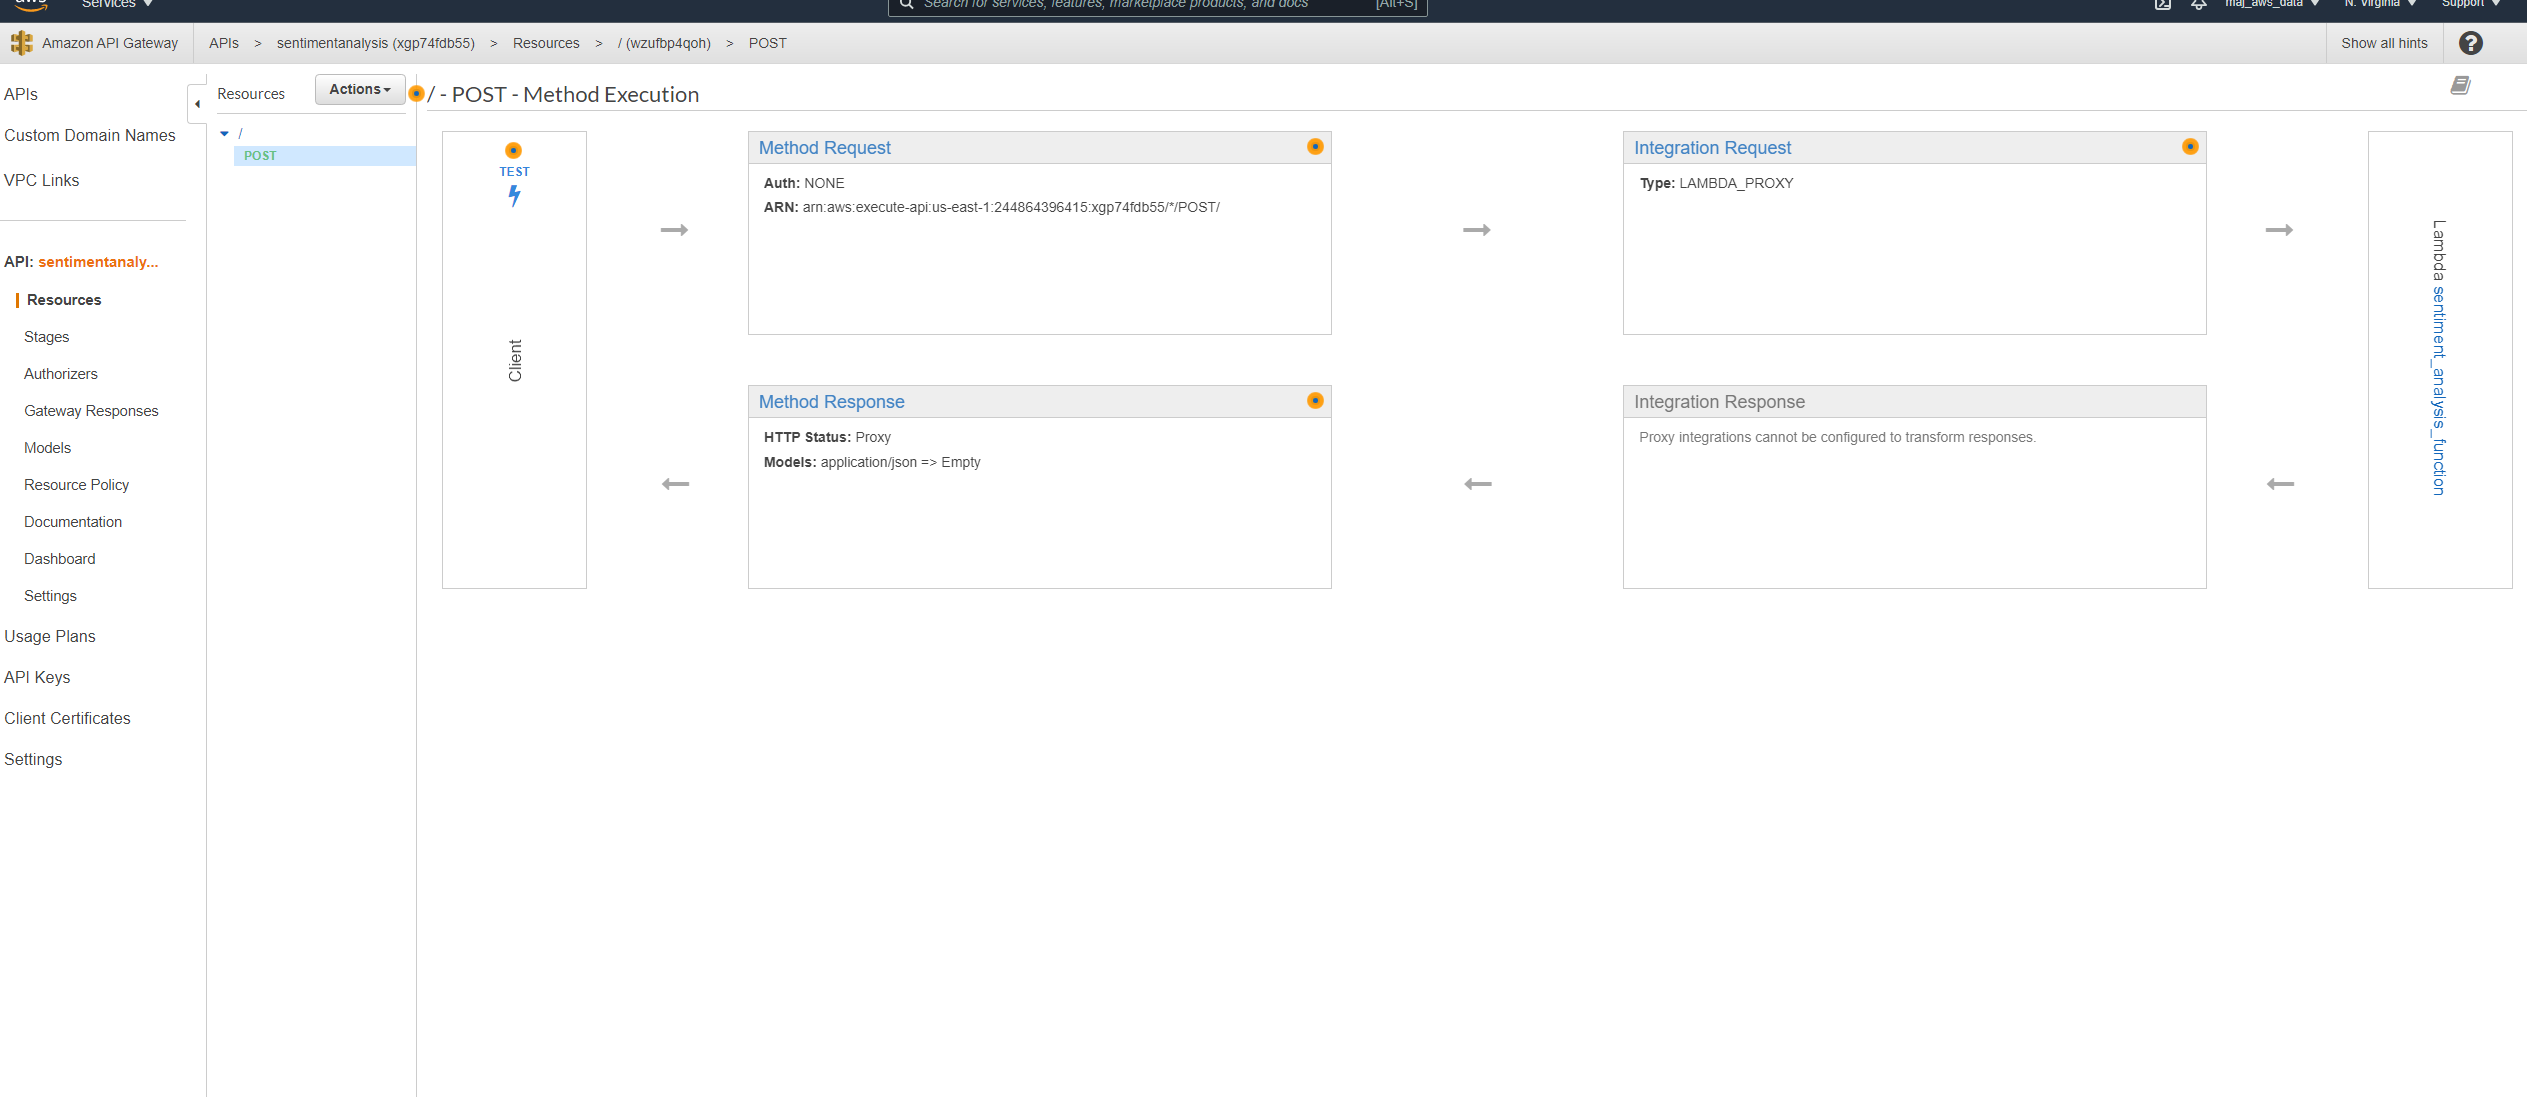 aws Services ▾ Search for services, features, marketplace products, and docs [Alt+S] maj_aws_data ▾ N. Virginia ▾ Support ▾
Amazon API Gateway APIs > sentimentanalysis (xgp74fdb55) > Resources > / (wzufbp4qoh) > POST Show all hints ?
APIs
Custom Domain Names
VPC Links
API: sentimentanaly...
Resources
Stages
Authorizers
Gateway Responses
Models
Resource Policy
Documentation
Dashboard
Settings
Usage Plans
API Keys
Client Certificates
Settings
Resources Actions
/
POST
/ - POST - Method Execution
TEST
Client
Method Request
Auth: NONE
ARN: arn:aws:execute-api:us-east-1:244864396415:xgp74fdb55/*/POST/
Integration Request
Type: LAMBDA_PROXY
Lambda sentiment_analysis_function
Method Response
HTTP Status: Proxy
Models: application/json => Empty
Integration Response
Proxy integrations cannot be configured to transform responses.